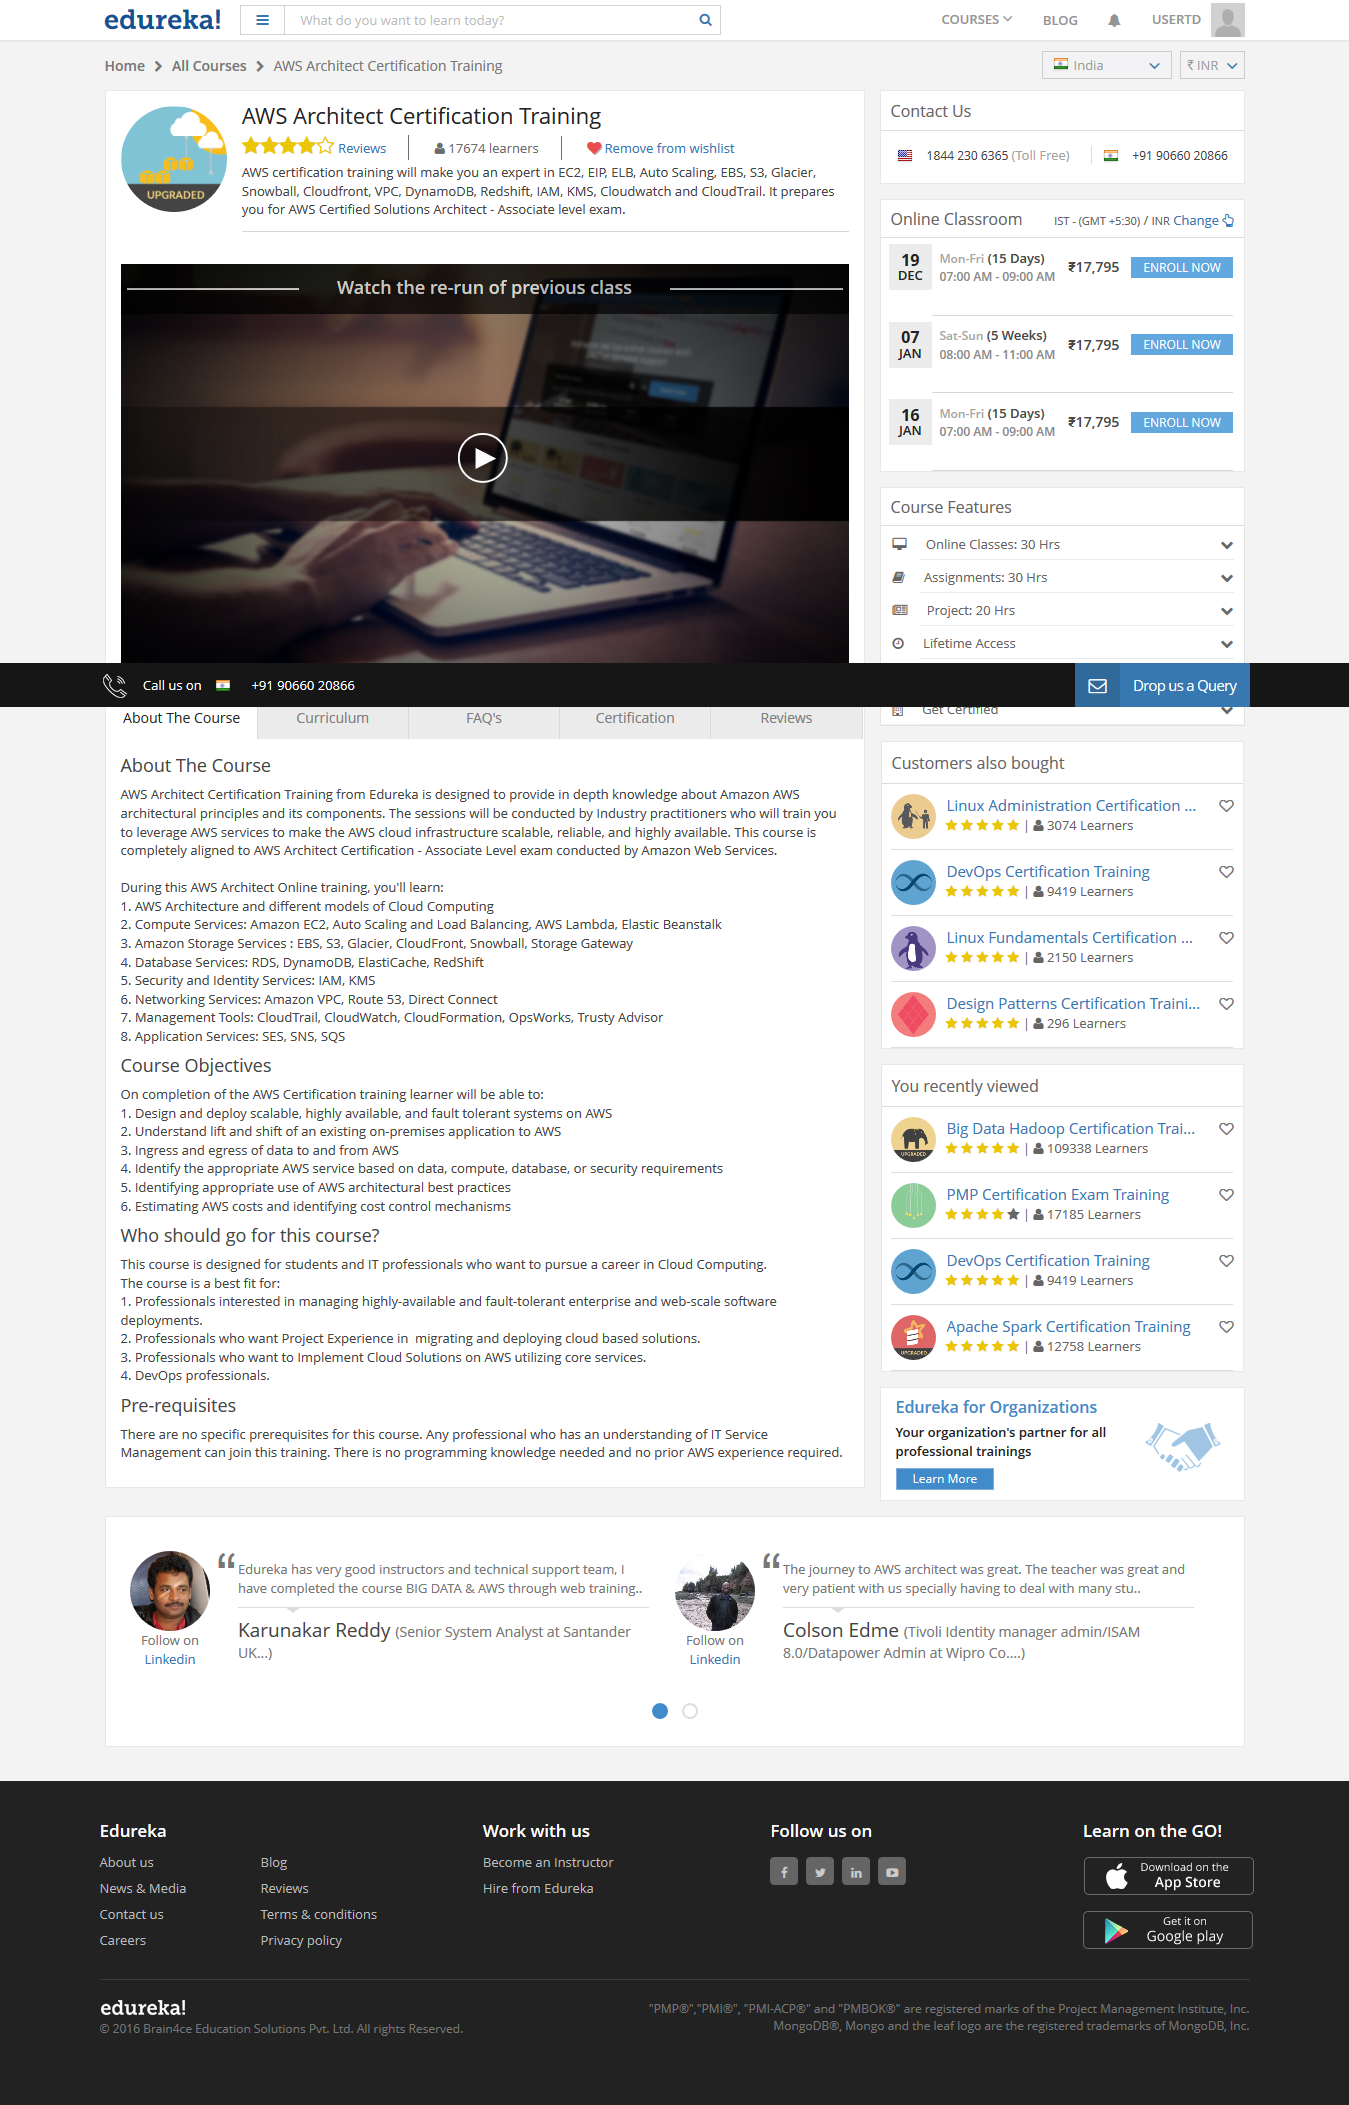 edureka!
What do you want to learn today?
COURSES
BLOG
USERTD
Home > All Courses > AWS Architect Certification Training
India
₹ INR
UPGRADED
AWS Architect Certification Training
Reviews
17674 learners
Remove from wishlist
AWS certification training will make you an expert in EC2, EIP, ELB, Auto Scaling, EBS, S3, Glacier,
Snowball, Cloudfront, VPC, DynamoDB, Redshift, IAM, KMS, Cloudwatch and CloudTrail. It prepares
you for AWS Certified Solutions Architect - Associate level exam.
Watch the re-run of previous class
Contact Us
1844 230 6365 (Toll Free)
+91 90660 20866
Online Classroom
IST - (GMT +5:30) / INR Change
19 DEC
Mon-Fri (15 Days)
07:00 AM - 09:00 AM
₹17,795
ENROLL NOW
07 JAN
Sat-Sun (5 Weeks)
08:00 AM - 11:00 AM
₹17,795
ENROLL NOW
16 JAN
Mon-Fri (15 Days)
07:00 AM - 09:00 AM
₹17,795
ENROLL NOW
Course Features
Online Classes: 30 Hrs
Assignments: 30 Hrs
Project: 20 Hrs
Lifetime Access
Get Certified
Call us on
+91 90660 20866
Drop us a Query
About The Course
Curriculum
FAQ's
Certification
Reviews
About The Course
AWS Architect Certification Training from Edureka is designed to provide in depth knowledge about Amazon AWS
architectural principles and its components. The sessions will be conducted by Industry practitioners who will train you
to leverage AWS services to make the AWS cloud infrastructure scalable, reliable, and highly available. This course is
completely aligned to AWS Architect Certification - Associate Level exam conducted by Amazon Web Services.
During this AWS Architect Online training, you'll learn:
1. AWS Architecture and different models of Cloud Computing
2. Compute Services: Amazon EC2, Auto Scaling and Load Balancing, AWS Lambda, Elastic Beanstalk
3. Amazon Storage Services : EBS, S3, Glacier, CloudFront, Snowball, Storage Gateway
4. Database Services: RDS, DynamoDB, ElastiCache, RedShift
5. Security and Identity Services: IAM, KMS
6. Networking Services: Amazon VPC, Route 53, Direct Connect
7. Management Tools: CloudTrail, CloudWatch, CloudFormation, OpsWorks, Trusty Advisor
8. Application Services: SES, SNS, SQS
Course Objectives
On completion of the AWS Certification training learner will be able to:
1. Design and deploy scalable, highly available, and fault tolerant systems on AWS
2. Understand lift and shift of an existing on-premises application to AWS
3. Ingress and egress of data to and from AWS
4. Identify the appropriate AWS service based on data, compute, database, or security requirements
5. Identifying appropriate use of AWS architectural best practices
6. Estimating AWS costs and identifying cost control mechanisms
Who should go for this course?
This course is designed for students and IT professionals who want to pursue a career in Cloud Computing.
The course is a best fit for:
1. Professionals interested in managing highly-available and fault-tolerant enterprise and web-scale software
deployments.
2. Professionals who want Project Experience in  migrating and deploying cloud based solutions.
3. Professionals who want to Implement Cloud Solutions on AWS utilizing core services.
4. DevOps professionals.
Pre-requisites
There are no specific prerequisites for this course. Any professional who has an understanding of IT Service
Management can join this training. There is no programming knowledge needed and no prior AWS experience required.
Customers also bought
Linux Administration Certification ...
| 3074 Learners
DevOps Certification Training
| 9419 Learners
Linux Fundamentals Certification ...
| 2150 Learners
Design Patterns Certification Traini...
| 296 Learners
You recently viewed
UPGRADED
Big Data Hadoop Certification Trai...
| 109338 Learners
PMP Certification Exam Training
| 17185 Learners
DevOps Certification Training
| 9419 Learners
UPGRADED
Apache Spark Certification Training
| 12758 Learners
Edureka for Organizations
Your organization's partner for all
professional trainings
Learn More
“ Edureka has very good instructors and technical support team, I
have completed the course BIG DATA & AWS through web training..
Karunakar Reddy (Senior System Analyst at Santander
UK...)
Follow on
Linkedin
“ The journey to AWS architect was great. The teacher was great and
very patient with us specially having to deal with many stu..
Colson Edme (Tivoli Identity manager admin/ISAM
8.0/Datapower Admin at Wipro Co....)
Follow on
Linkedin
Edureka
About us
News & Media
Contact us
Careers
Blog
Reviews
Terms & conditions
Privacy policy
Work with us
Become an Instructor
Hire from Edureka
Follow us on
Learn on the GO!
Download on the
App Store
Get it on
Google play
edureka!
© 2016 Brain4ce Education Solutions Pvt. Ltd. All rights Reserved.
"PMP®","PMI®", "PMI-ACP®" and "PMBOK®" are registered marks of the Project Management Institute, Inc.
MongoDB®, Mongo and the leaf logo are the registered trademarks of MongoDB, Inc.